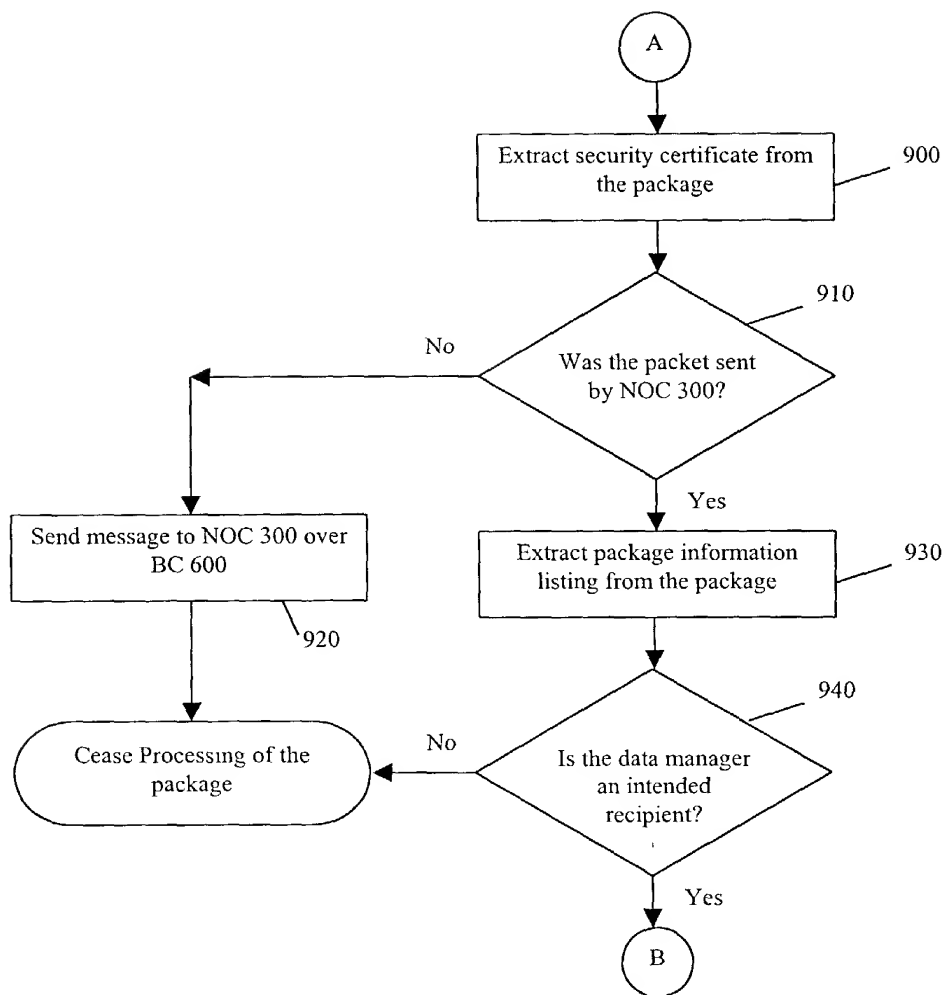 A
Extract security certificate from
the package
900
910
Was the packet sent
by NOC 300?
No
Yes
Send message to NOC 300 over
BC 600
920
Extract package information
listing from the package
930
940
Is the data manager
an intended
recipient?
No
Cease Processing of the
package
Yes
B